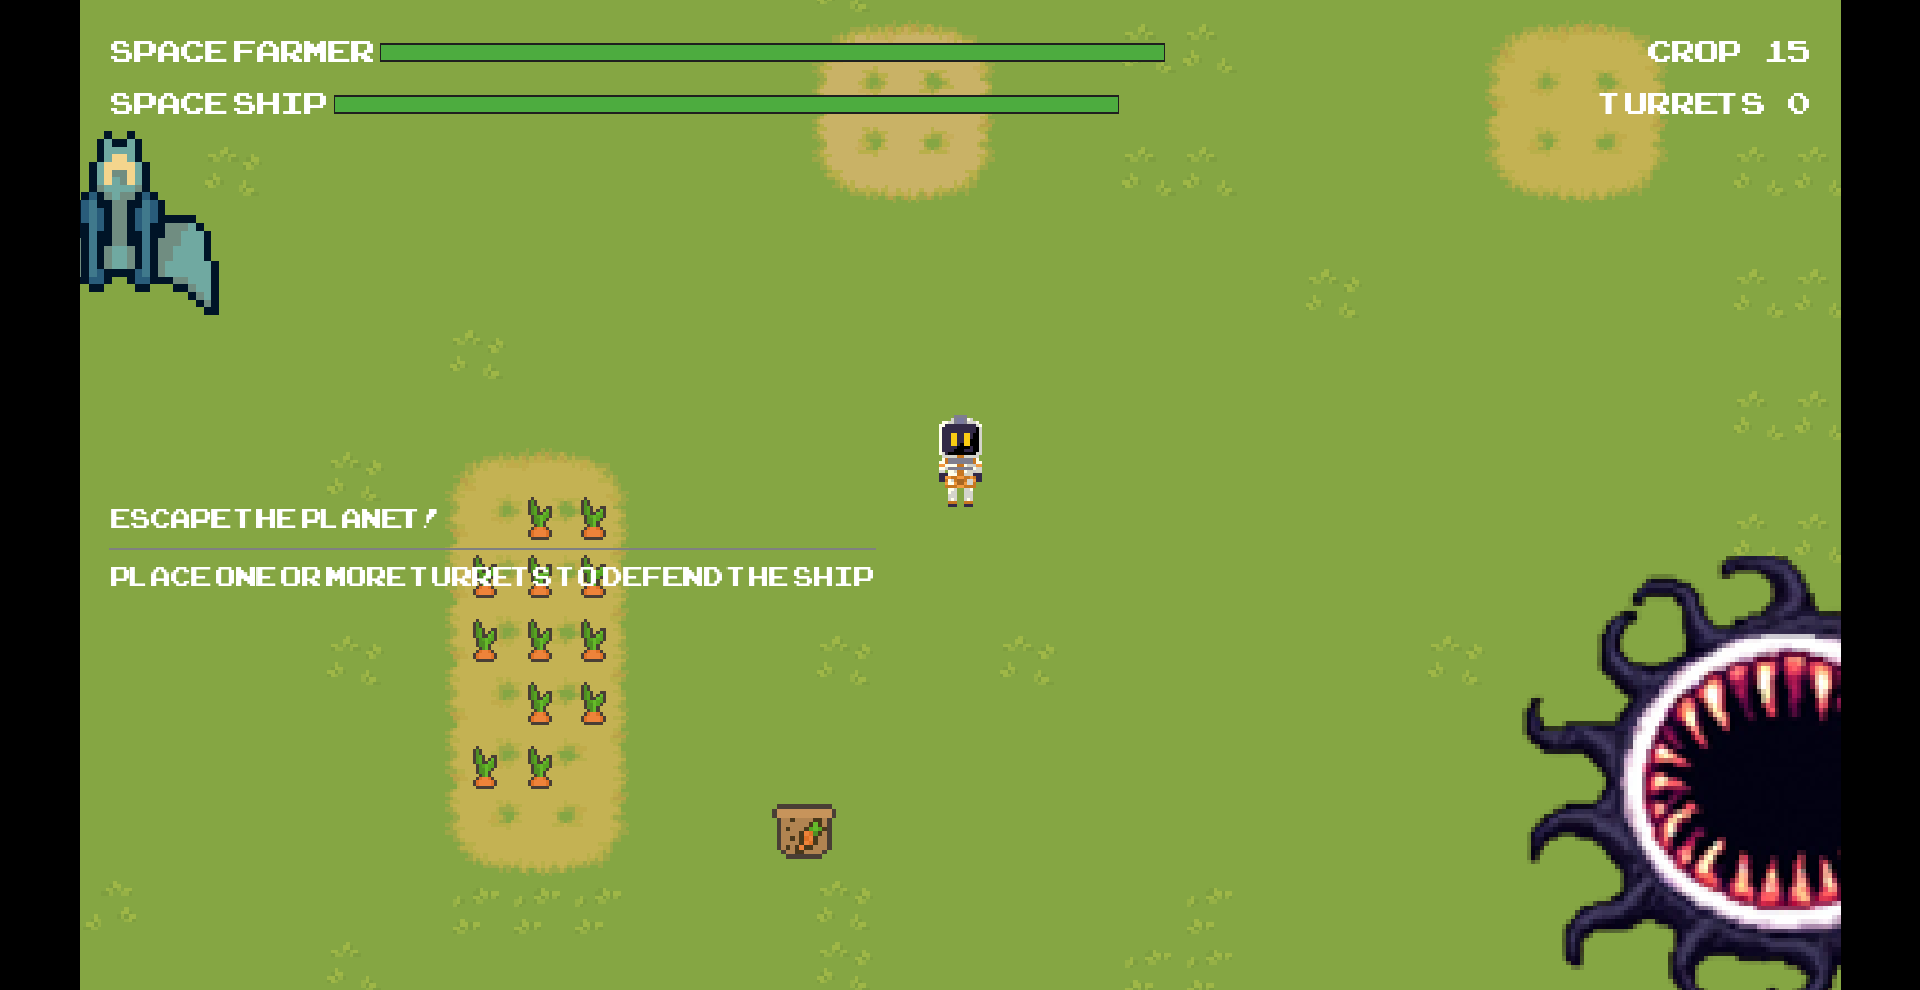 SPACE FARMER
CROP 15
SPACE SHIP
TURRETS 0
ESCAPE THE PLANET!
PLACE ONE OR MORE TURRETS TO DEFEND THE SHIP